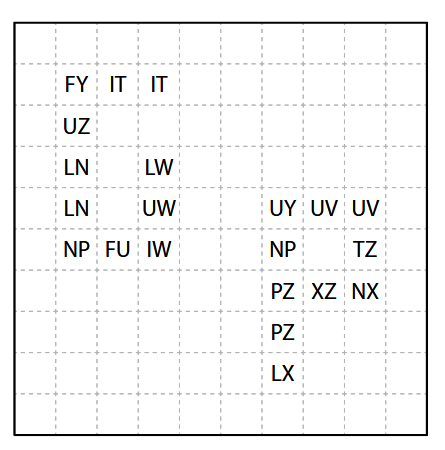 FY IT IT
UZ
LN LW
LN UW UY UV UV
NP FU IW NP TZ
PZ XZ NX
PZ
LX